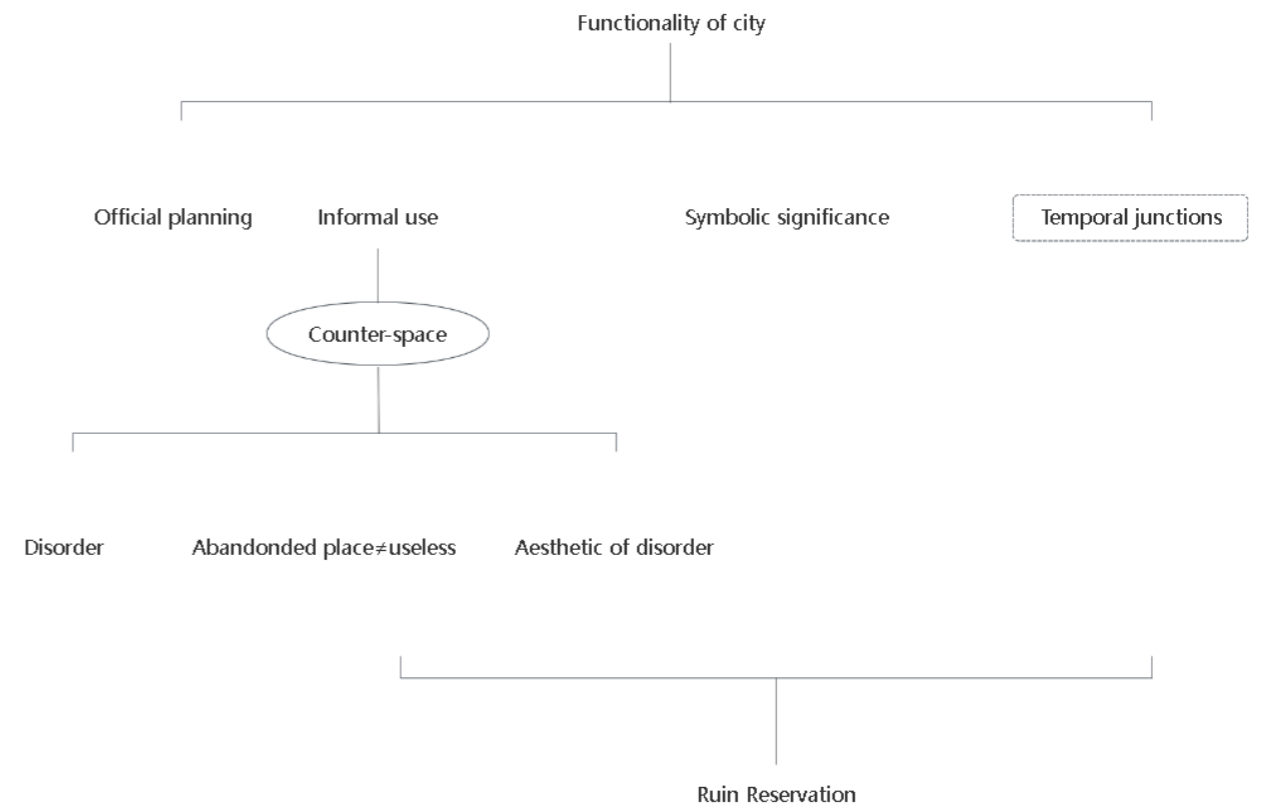 Functionality of city
Official planning
Informal use
Symbolic significance
Temporal junctions
Counter-space
Disorder
Abandonded place≠useless
Aesthetic of disorder
Ruin Reservation